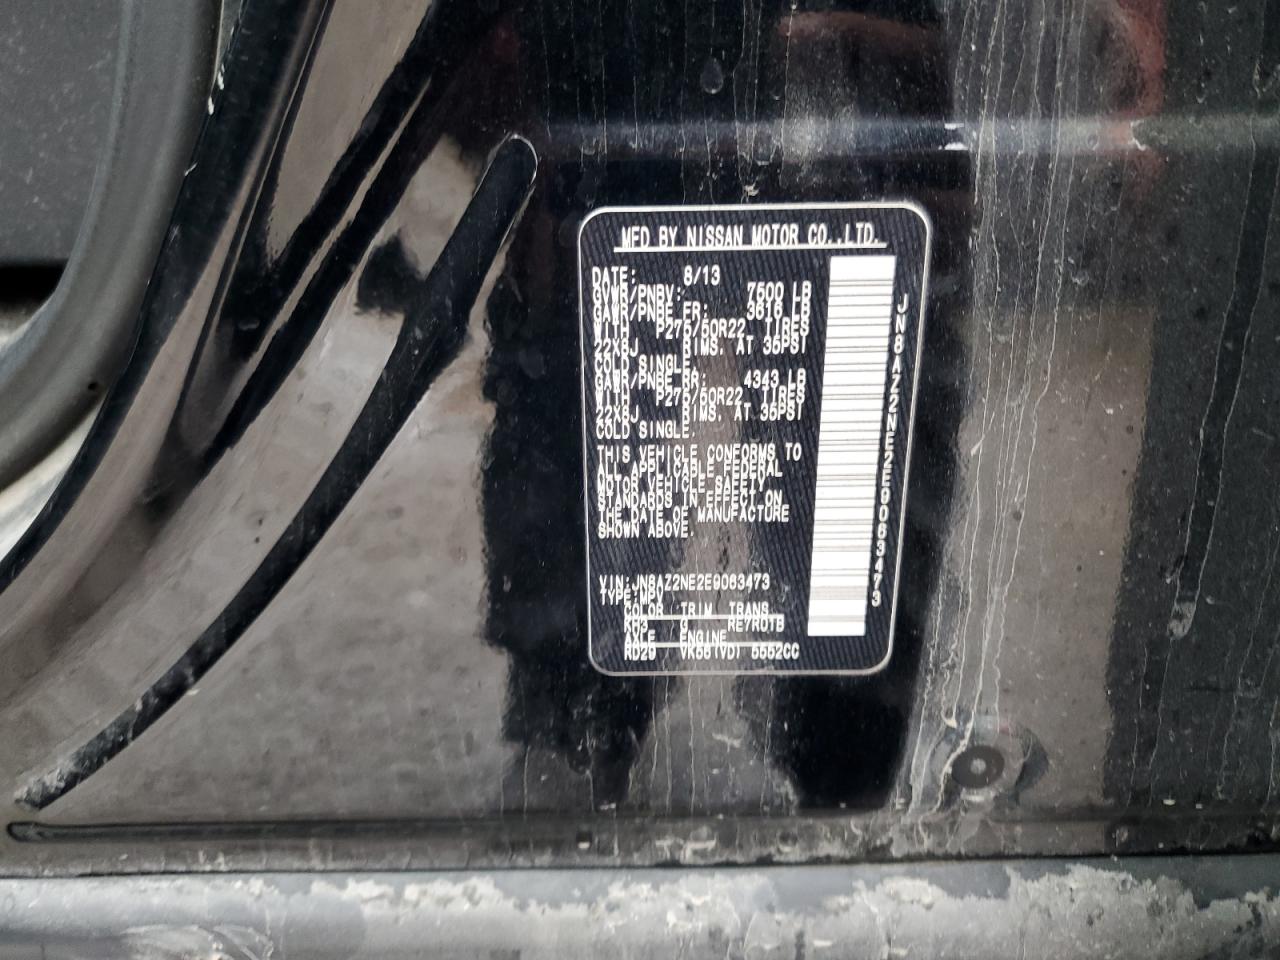 MFD BY NISSAN MOTOR CO.,LTD.
DATE: 8/13
GVWR/PNBV: 7500 LB
GAWR/PNBE FR: 3616 LB
WITH P275/50R22 TIRES
22X8J RIMS. AT 35PSI
COLD SINGLE.
GAWR/PNBE RR: 4343 LB
WITH P275/50R22 TIRES
22X8J RIMS. AT 35PSI
COLD SINGLE.
THIS VEHICLE CONFORMS TO
ALL APPLICABLE FEDERAL
MOTOR VEHICLE SAFETY
STANDARDS IN EFFECT ON
THE DATE OF MANUFACTURE
SHOWN ABOVE.
VIN:JN8AZ2NE2E9063473
TYPE:MPV
COLOR TRIM TRANS
KH3 G RE7R01B
AXLE ENGINE
RD29 VK56(VD) 5552CC
JN8AZ2NE2E9063473